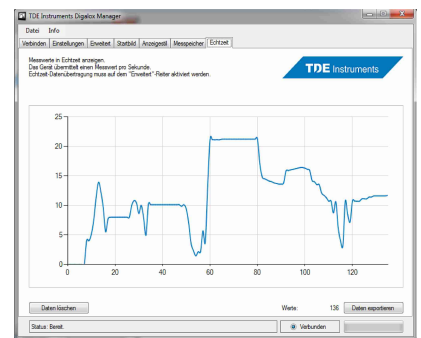 TDE Instruments Digalox Manager
Datei Info
Verbinden Einstellungen Erweitert Startbild Anzeigestil Messpeicher Echtzeit
Messwerte in Echtzeit anzeigen.
Das Gerät übermittelt einen Messwert pro Sekunde.
Echtzeit-Datenübertragung muss auf dem "Erweitert"-Reiter aktiviert werden.
TDE Instruments
25
20
15
10
5
0
0 20 40 60 80 100 120
Daten löschen Werte: 136 Daten exportieren
Status: Bereit. Verbunden